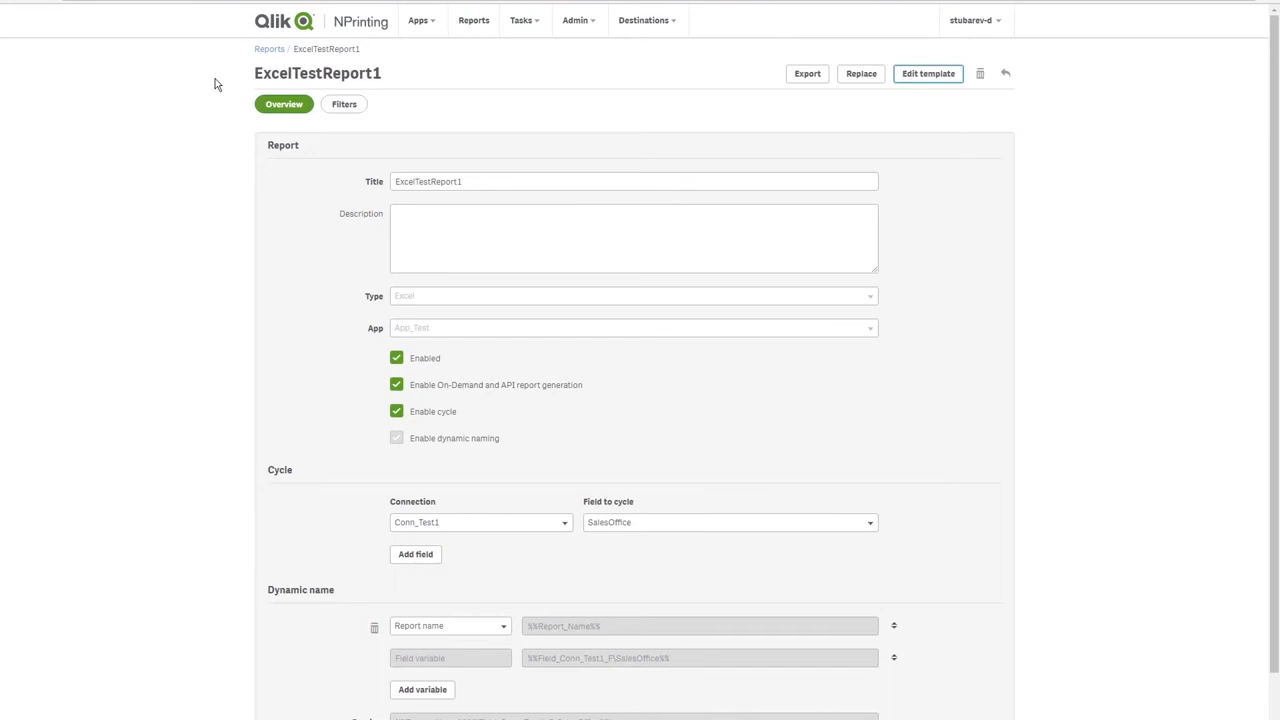 Qlik NPrinting Apps Reports Tasks Admin Destinations stubarev-d
Reports / ExcelTestReport1
ExcelTestReport1 Export Replace Edit template
Overview Filters
Report
Title ExcelTestReport1
Description
Type Excel
App App_Test
Enabled
Enable On-Demand and API report generation
Enable cycle
Enable dynamic naming
Cycle
Connection Field to cycle
Conn_Test1 SalesOffice
Add field
Dynamic name
Report name %%Report_Name%%
Field variable %%Field_Conn_Test1_F\SalesOffice%%
Add variable